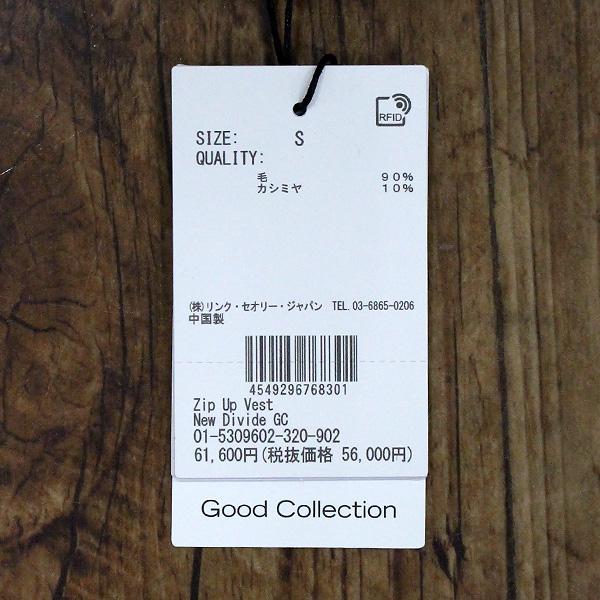 RFID
SIZE: S
QUALITY:
毛 90%
カシミヤ 10%
(株)リンク・セオリー・ジャパン TEL.03-6865-0206
中国製
4549296768301
Zip Up Vest
New Divide GC
01-5309602-320-902
61,600円(税抜価格 56,000円)
Good Collection